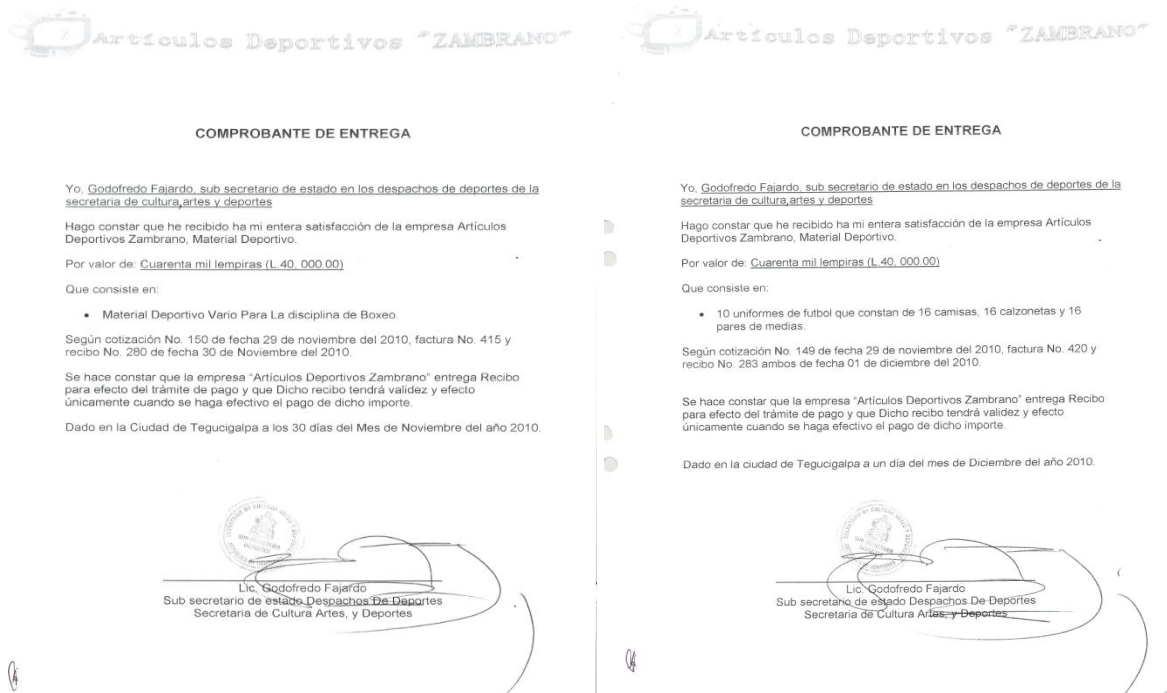 Artículos Deportivos "ZAMBRANO"
COMPROBANTE DE ENTREGA
Yo, Godofredo Fajardo, sub secretario de estado en los despachos de deportes de la
secretaria de cultura,artes y deportes
Hago constar que he recibido ha mi entera satisfacción de la empresa Artículos
Deportivos Zambrano, Material Deportivo.
Por valor de: Cuarenta mil lempiras (L.40, 000.00)
Que consiste en:
• Material Deportivo Vario Para La disciplina de Boxeo.
Según cotización No. 150 de fecha 29 de noviembre del 2010, factura No. 415 y
recibo No. 280 de fecha 30 de Noviembre del 2010.
Se hace constar que la empresa "Artículos Deportivos Zambrano" entrega Recibo
para efecto del trámite de pago y que Dicho recibo tendrá validez y efecto
únicamente cuando se haga efectivo el pago de dicho importe.
Dado en la Ciudad de Tegucigalpa a los 30 días del Mes de Noviembre del año 2010.
Lic. Godofredo Fajardo
Sub secretario de estado Despachos De Deportes
Secretaria de Cultura Artes, y Deportes
Artículos Deportivos "ZAMBRANO"
COMPROBANTE DE ENTREGA
Yo, Godofredo Fajardo, sub secretario de estado en los despachos de deportes de la
secretaria de cultura,artes y deportes
Hago constar que he recibido ha mi entera satisfacción de la empresa Artículos
Deportivos Zambrano, Material Deportivo.
Por valor de: Cuarenta mil lempiras (L.40, 000.00)
Que consiste en:
• 10 uniformes de futbol que constan de 16 camisas, 16 calzonetas y 16
pares de medias.
Según cotización No. 149 de fecha 29 de noviembre del 2010, factura No. 420 y
recibo No. 283 ambos de fecha 01 de diciembre del 2010.
Se hace constar que la empresa "Artículos Deportivos Zambrano" entrega Recibo
para efecto del trámite de pago y que Dicho recibo tendrá validez y efecto
únicamente cuando se haga efectivo el pago de dicho importe.
Dado en la ciudad de Tegucigalpa a un día del mes de Diciembre del año 2010.
Lic. Godofredo Fajardo
Sub secretario de estado Despachos De Deportes
Secretaria de Cultura Artes, y Deportes